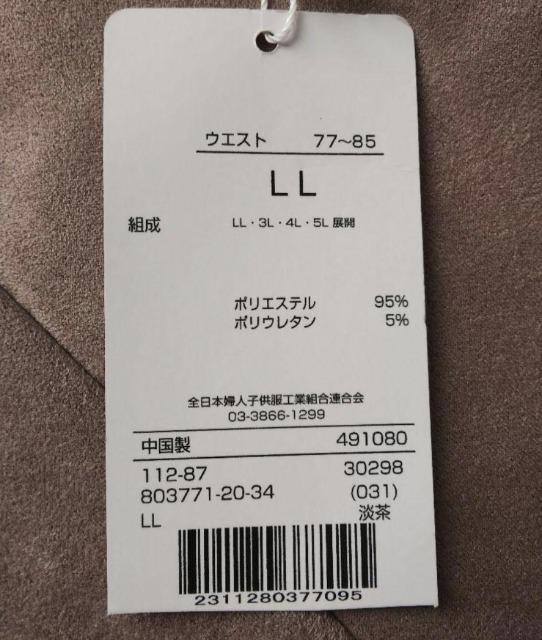 ウエスト 77～85
LL
LL・3L・4L・5L 展開
組成
ポリエステル 95%
ポリウレタン 5%
全日本婦人子供服工業組合連合会
03-3866-1299
中国製 491080
112-87 30298
803771-20-34 (031)
LL 淡茶
2311280377095